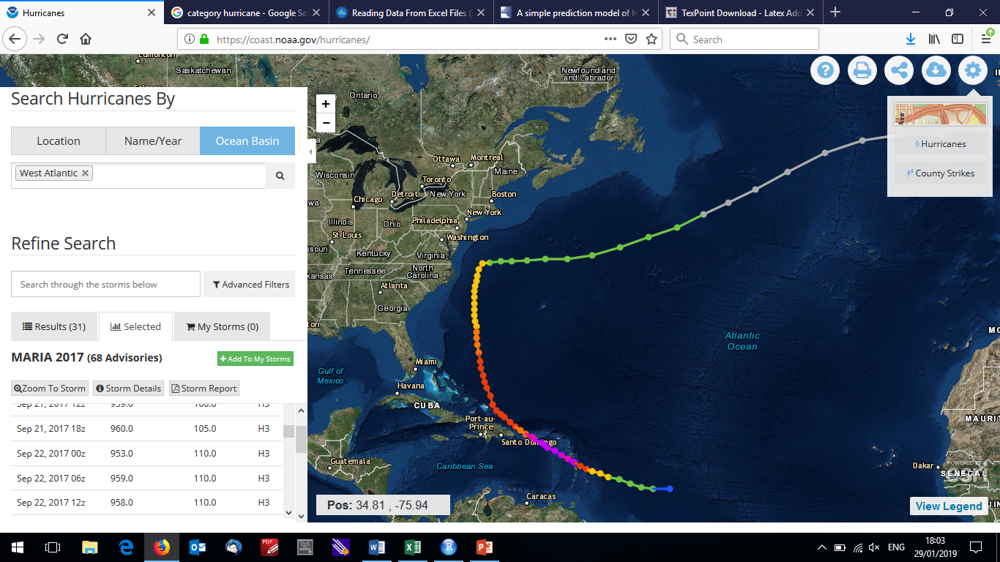 Hurricanes
category hurricane - Google Se
Reading Data From Excel Files (
A simple prediction model of h
TexPoint Download - Latex Add
https://coast.noaa.gov/hurricanes/
Search
Search Hurricanes By
Location
Name/Year
Ocean Basin
West Atlantic
Refine Search
Search through the storms below
Advanced Filters
Results (31)
Selected
My Storms (0)
MARIA 2017 (68 Advisories)
Add To My Storms
Zoom To Storm
Storm Details
Storm Report
Sep 21, 2017 12z 959.0 100.0 H3
Sep 21, 2017 18z 960.0 105.0 H3
Sep 22, 2017 00z 953.0 110.0 H3
Sep 22, 2017 06z 959.0 110.0 H3
Sep 22, 2017 12z 958.0 110.0 H3
+
−
Edmonton
Saskatchewan
Calgary
Ontario
Newfoundland
and Labrador
Ottawa
Montreal
Maine
Wisconsin
Toronto
Detroit
New York
Boston
Chicago
wa
Illinois
Ohio
Philadelphia
New York
St Louis
Washington
ssouri
Kentucky
Virginia
kansas
Tennessee
North
Carolina
Atlanta
Georgia
ton
Atlantic
Ocean
Gulf of
Mexico
Miami
Havana
CUBA
Port-au-
Prince
Santo Domingo
Guatemala
Caribbean Sea
Caracas
Dakar
SENEGAL
MAURIT
MO
POWERED BY
esri
Ave
Hurricanes
County Strikes
Pos: 34.81 , -75.94
View Legend
ENG
18:03
29/01/2019